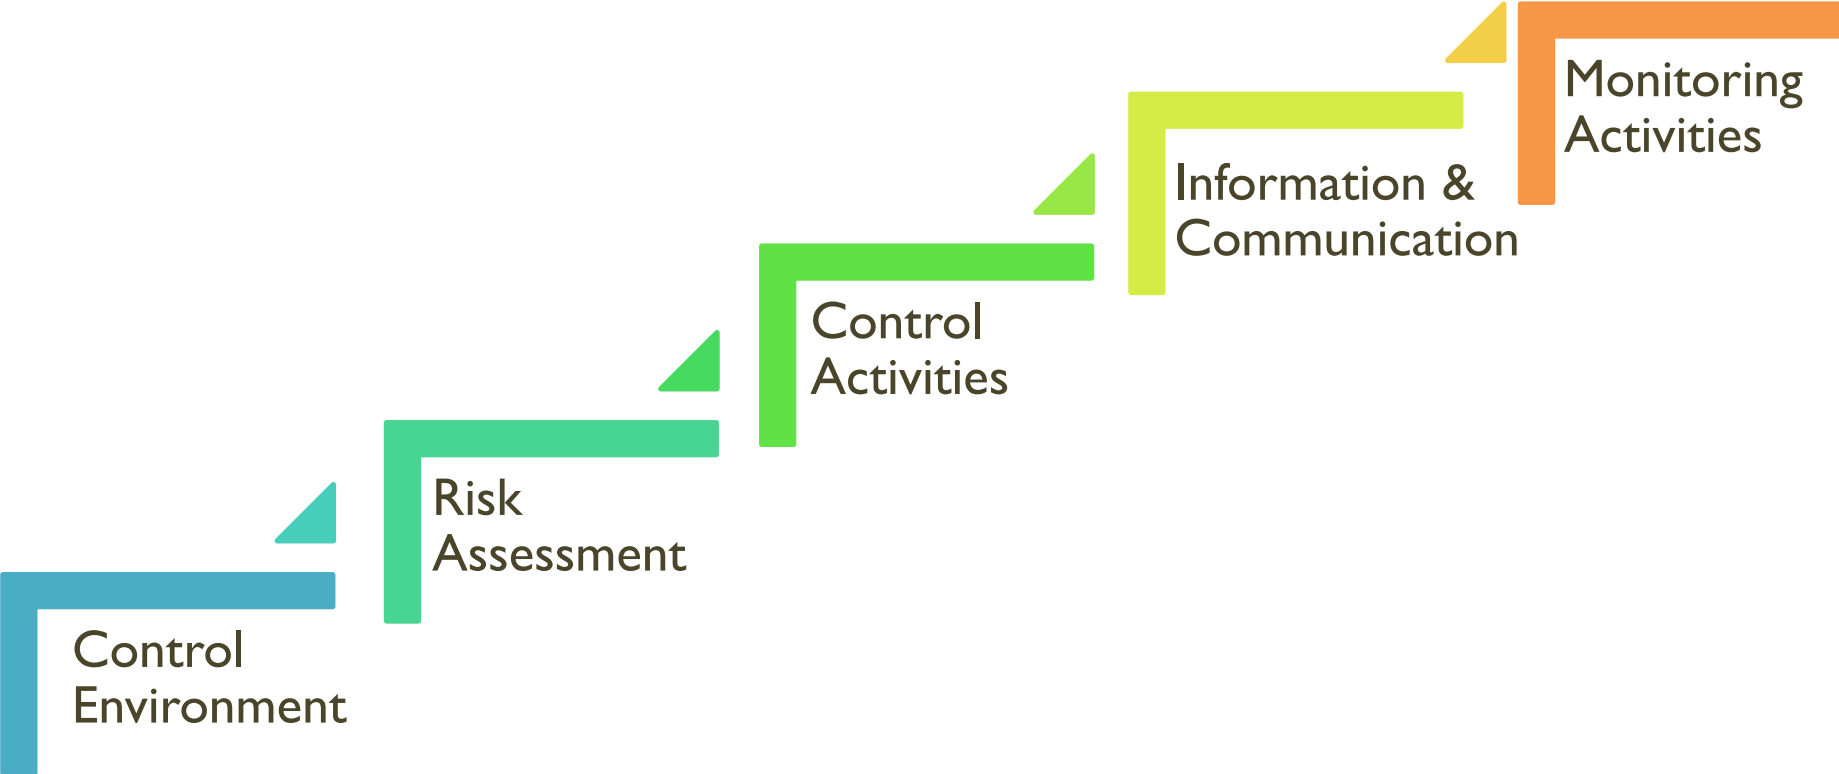 Control
Environment
Risk
Assessment
Control
Activities
Information &
Communication
Monitoring
Activities